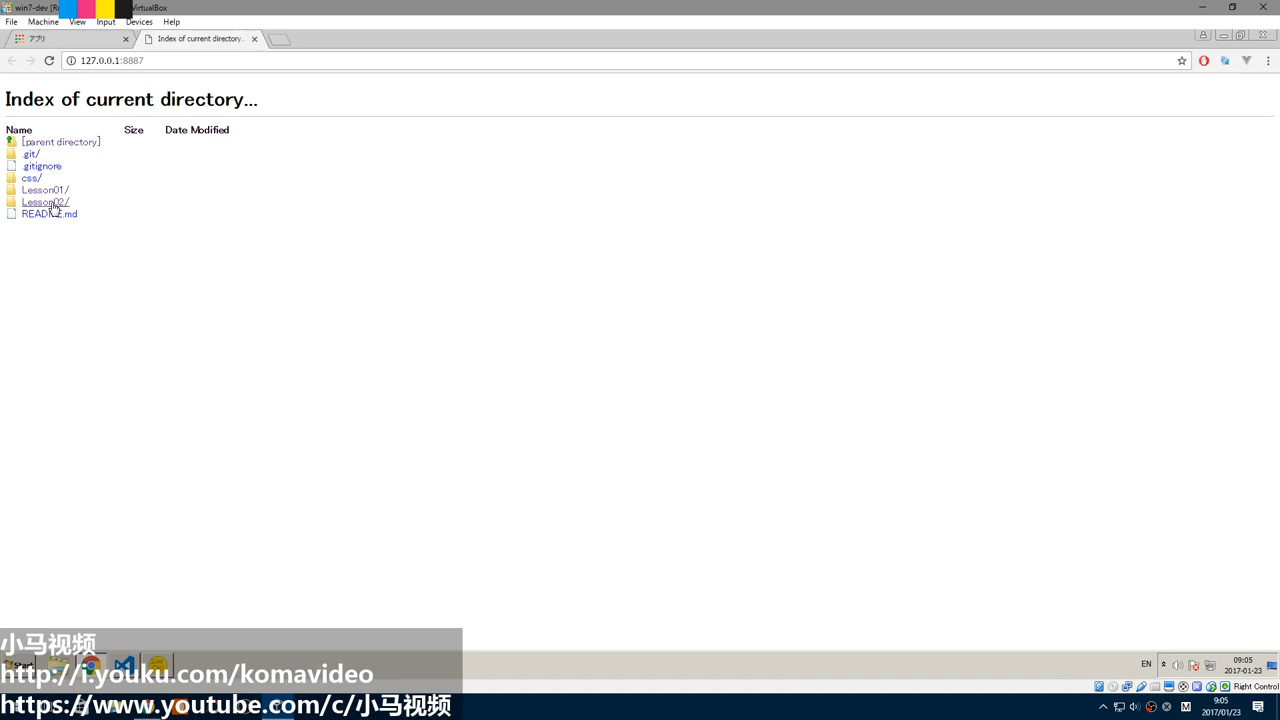 win7-dev [R
VirtualBox
File Machine View Input Devices Help
アプリ
Index of current directory...
127.0.0.1:8887
Index of current directory...
Name Size Date Modified
[parent directory]
.git/
.gitignore
css/
Lesson01/
Lesson02/
README.md
小马视频
http://i.youku.com/komavideo
https://www.youtube.com/c/小马视频
Start
EN
09:05
2017-01-23
Right Control
M
9:05
2017/01/23